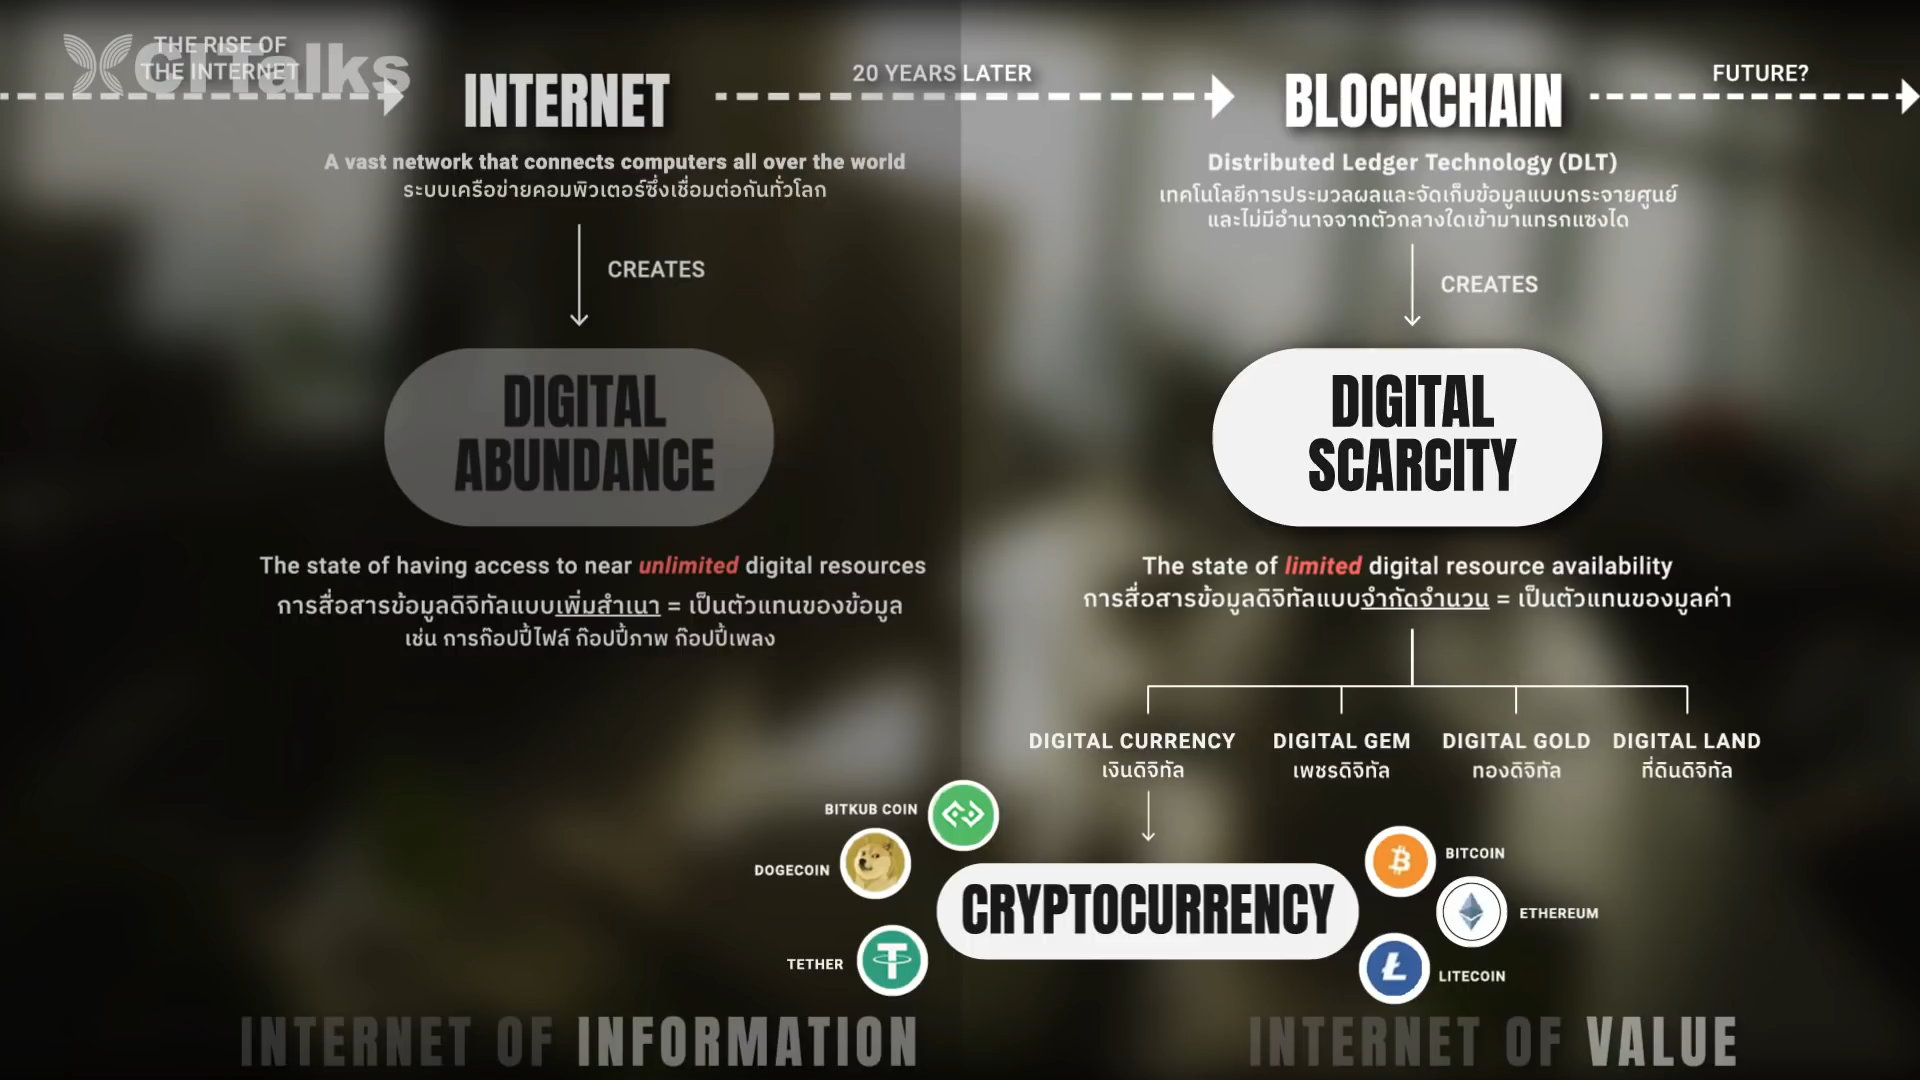 THE RISE OF
THE INTERNET
CITalks
INTERNET
20 YEARS LATER
BLOCKCHAIN
FUTURE?
A vast network that connects computers all over the world
ระบบเครือข่ายคอมพิวเตอร์ซึ่งเชื่อมต่อกันทั่วโลก
CREATES
DIGITAL
ABUNDANCE
The state of having access to near unlimited digital resources
การสื่อสารข้อมูลดิจิทัลแบบเพิ่มสำเนา = เป็นตัวแทนของข้อมูล
เช่น การก๊อปปี้ไฟล์ ก๊อปปี้ภาพ ก๊อปปี้เพลง
Distributed Ledger Technology (DLT)
เทคโนโลยีการประมวลผลและจัดเก็บข้อมูลแบบกระจายศูนย์
และไม่มีอำนาจจากตัวกลางใดเข้ามาแทรกแซงได
CREATES
DIGITAL
SCARCITY
The state of limited digital resource availability
การสื่อสารข้อมูลดิจิทัลแบบจำกัดจำนวน = เป็นตัวแทนของมูลค่า
DIGITAL CURRENCY
เงินดิจิทัล
DIGITAL GEM
เพชรดิจิทัล
DIGITAL GOLD
ทองดิจิทัล
DIGITAL LAND
ที่ดินดิจิทัล
BITKUB COIN
DOGECOIN
TETHER
CRYPTOCURRENCY
BITCOIN
ETHEREUM
LITECOIN
INTERNET OF INFORMATION
INTERNET OF VALUE